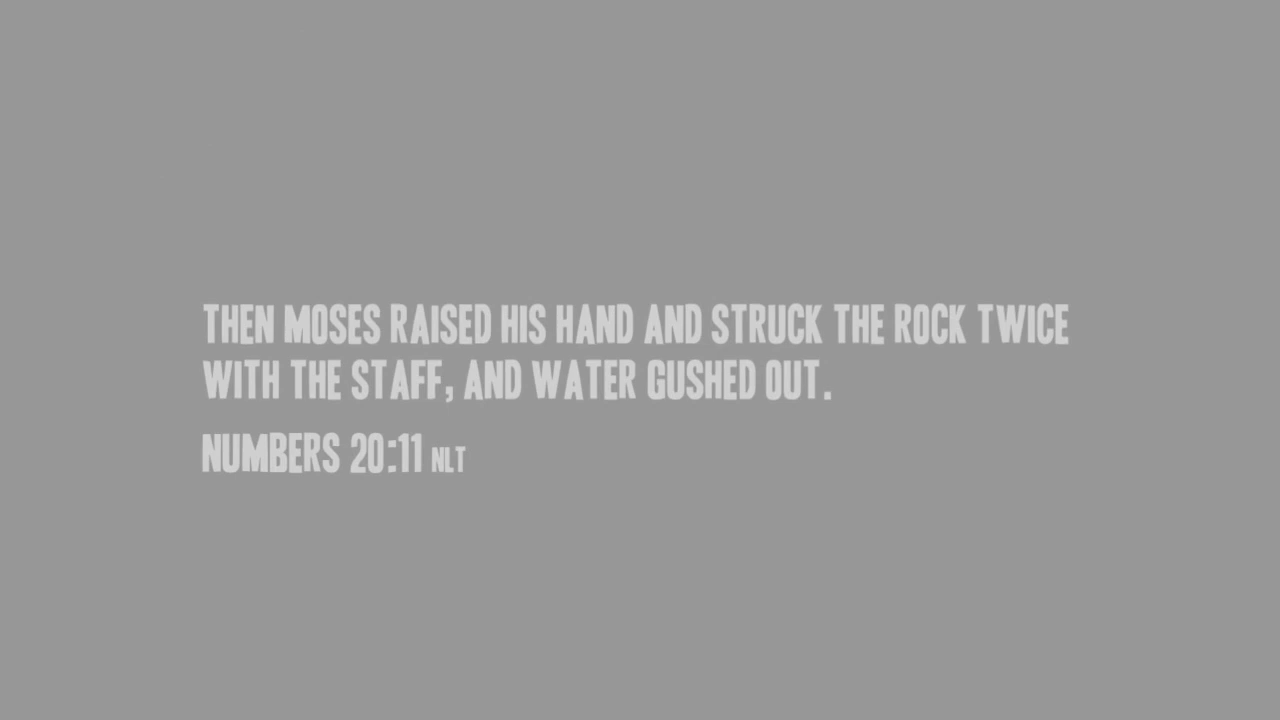 THEN MOSES RAISED HIS HAND AND STRUCK THE ROCK TWICE
WITH THE STAFF, AND WATER GUSHED OUT.
NUMBERS 20:11 NLT